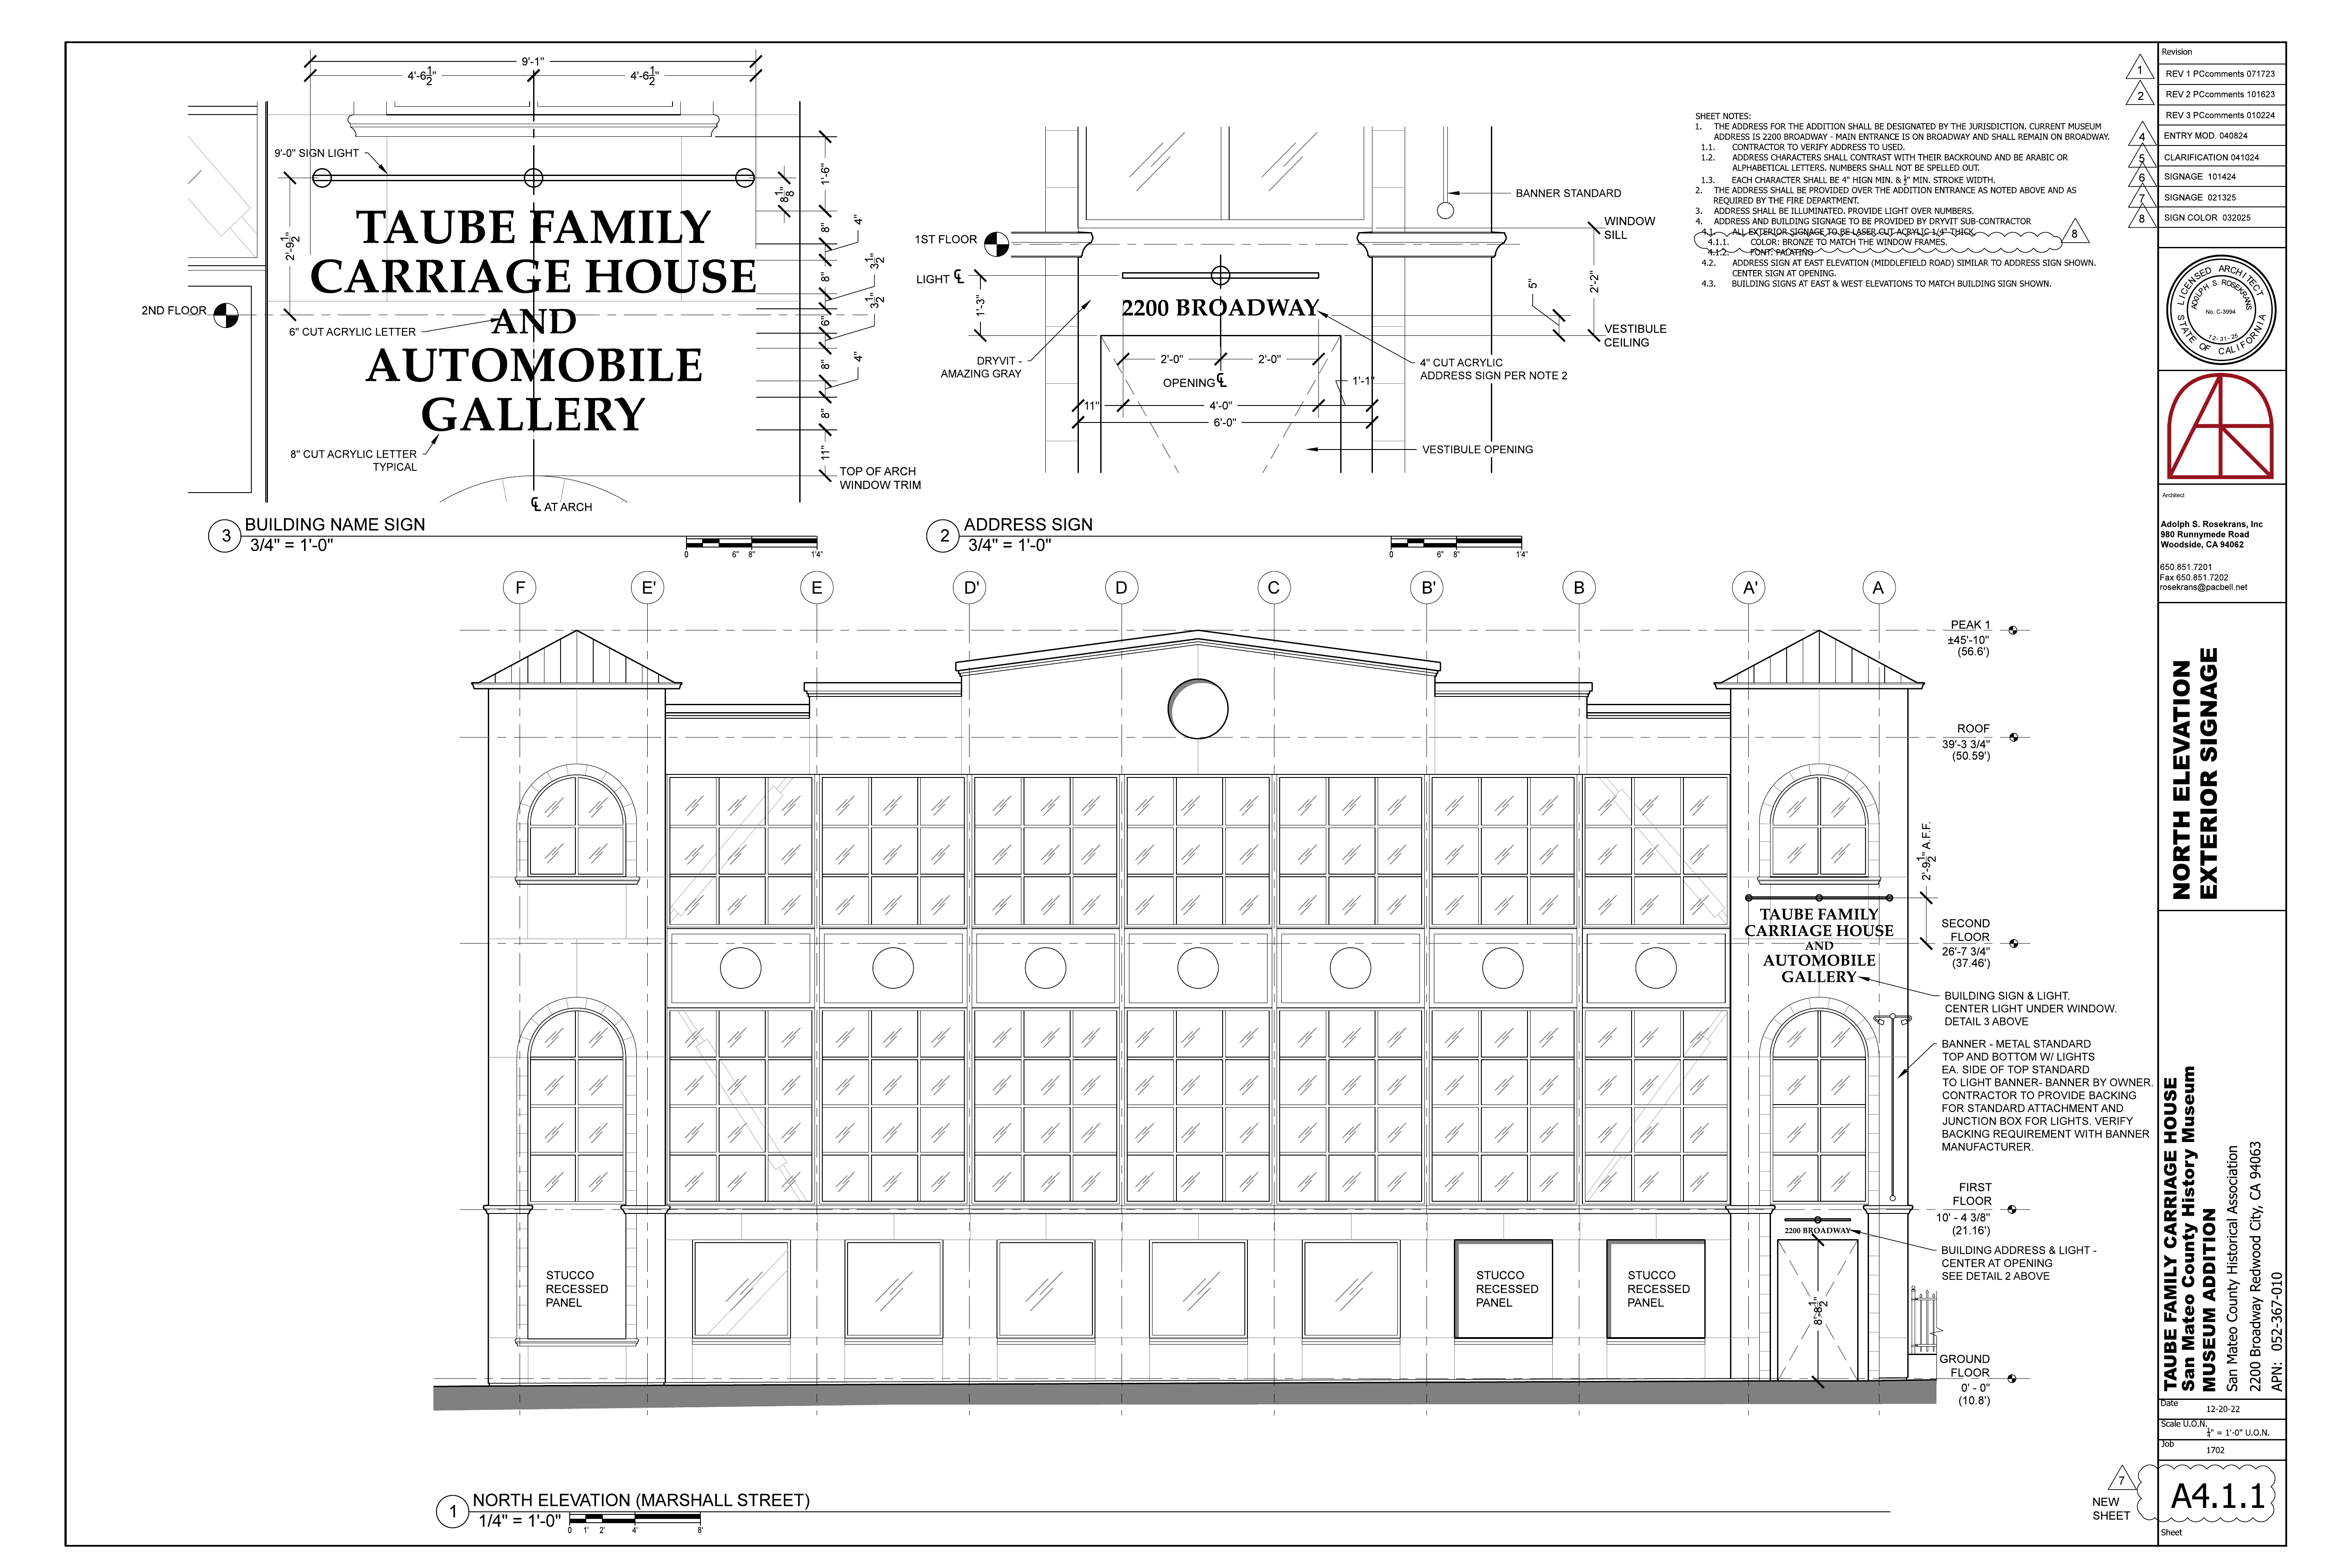 9'-1"
4'-6 1/2"
4'-6 1/2"
9'-0" SIGN LIGHT
2'-9 1/2"
2ND FLOOR
TAUBE FAMILY
CARRIAGE HOUSE
AND
AUTOMOBILE
GALLERY
6" CUT ACRYLIC LETTER
8" CUT ACRYLIC LETTER
TYPICAL
8 1/8"
1'-6"
8"
4"
8"
3 1/2"
6"
3 1/2"
8"
4"
8"
11"
TOP OF ARCH
WINDOW TRIM
℄ AT ARCH
3
BUILDING NAME SIGN
3/4" = 1'-0"
0 6" 8" 1'4"
BANNER STANDARD
1ST FLOOR
WINDOW
SILL
LIGHT ℄
1'-3"
2200 BROADWAY
5"
2'-2"
VESTIBULE
CEILING
DRYVIT -
AMAZING GRAY
2'-0"
2'-0"
OPENING ℄
1'-1"
11"
4'-0"
6'-0"
4" CUT ACRYLIC
ADDRESS SIGN PER NOTE 2
VESTIBULE OPENING
2
ADDRESS SIGN
3/4" = 1'-0"
0 6" 8" 1'4"
SHEET NOTES:
1. THE ADDRESS FOR THE ADDITION SHALL BE DESIGNATED BY THE JURISDICTION. CURRENT MUSEUM
ADDRESS IS 2200 BROADWAY - MAIN ENTRANCE IS ON BROADWAY AND SHALL REMAIN ON BROADWAY.
1.1. CONTRACTOR TO VERIFY ADDRESS TO USED.
1.2. ADDRESS CHARACTERS SHALL CONTRAST WITH THEIR BACKROUND AND BE ARABIC OR
ALPHABETICAL LETTERS. NUMBERS SHALL NOT BE SPELLED OUT.
1.3. EACH CHARACTER SHALL BE 4" HIGN MIN. & 1/2" MIN. STROKE WIDTH.
2. THE ADDRESS SHALL BE PROVIDED OVER THE ADDITION ENTRANCE AS NOTED ABOVE AND AS
REQUIRED BY THE FIRE DEPARTMENT.
3. ADDRESS SHALL BE ILLUMINATED. PROVIDE LIGHT OVER NUMBERS.
4. ADDRESS AND BUILDING SIGNAGE TO BE PROVIDED BY DRYVIT SUB-CONTRACTOR
4.1. ALL EXTERIOR SIGNAGE TO BE LASER CUT ACRYLIC 1/4" THICK.
4.1.1. COLOR: BRONZE TO MATCH THE WINDOW FRAMES.
4.1.2. FONT: PALATINO
4.2. ADDRESS SIGN AT EAST ELEVATION (MIDDLEFIELD ROAD) SIMILAR TO ADDRESS SIGN SHOWN.
CENTER SIGN AT OPENING.
4.3. BUILDING SIGNS AT EAST & WEST ELEVATIONS TO MATCH BUILDING SIGN SHOWN.
8
F E' E D' D C B' B A' A
PEAK 1
±45'-10"
(56.6')
ROOF
39'-3 3/4"
(50.59')
2'-9 1/2" A.F.F.
SECOND
FLOOR
26'-7 3/4"
(37.46')
TAUBE FAMILY
CARRIAGE HOUSE
AND
AUTOMOBILE
GALLERY
BUILDING SIGN & LIGHT.
CENTER LIGHT UNDER WINDOW.
DETAIL 3 ABOVE
BANNER - METAL STANDARD
TOP AND BOTTOM W/ LIGHTS
EA. SIDE OF TOP STANDARD
TO LIGHT BANNER- BANNER BY OWNER.
CONTRACTOR TO PROVIDE BACKING
FOR STANDARD ATTACHMENT AND
JUNCTION BOX FOR LIGHTS. VERIFY
BACKING REQUIREMENT WITH BANNER
MANUFACTURER.
FIRST
FLOOR
10' - 4 3/8"
(21.16')
2200 BROADWAY
BUILDING ADDRESS & LIGHT -
CENTER AT OPENING
SEE DETAIL 2 ABOVE
STUCCO
RECESSED
PANEL
STUCCO
RECESSED
PANEL
STUCCO
RECESSED
PANEL
8'-8 1/2"
GROUND
FLOOR
0' - 0"
(10.8')
1
NORTH ELEVATION (MARSHALL STREET)
1/4" = 1'-0"
0 1' 2' 4' 8'
Revision
1 REV 1 PCcomments 071723
2 REV 2 PCcomments 101623
REV 3 PCcomments 010224
4 ENTRY MOD. 040824
5 CLARIFICATION 041024
6 SIGNAGE 101424
7 SIGNAGE 021325
8 SIGN COLOR 032025
LICENSED ARCHITECT
ADOLPH S. ROSEKRANS
No. C-3994
12-31-25
STATE OF CALIFORNIA
Architect
Adolph S. Rosekrans, Inc
980 Runnymede Road
Woodside, CA 94062
650.851.7201
Fax 650.851.7202
rosekrans@pacbell.net
NORTH ELEVATION
EXTERIOR SIGNAGE
TAUBE FAMILY CARRIAGE HOUSE
San Mateo County History Museum
MUSEUM ADDITION
San Mateo County Historical Association
2200 Broadway Redwood City, CA 94063
APN: 052-367-010
Date
12-20-22
Scale U.O.N.
1/4" = 1'-0" U.O.N.
Job
1702
7
NEW
SHEET
A4.1.1
Sheet